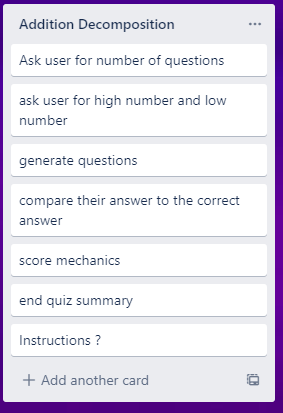 Addition Decomposition
Ask user for number of questions
ask user for high number and low
number
generate questions
compare their answer to the correct
answer
score mechanics
end quiz summary
Instructions ?
+ Add another card